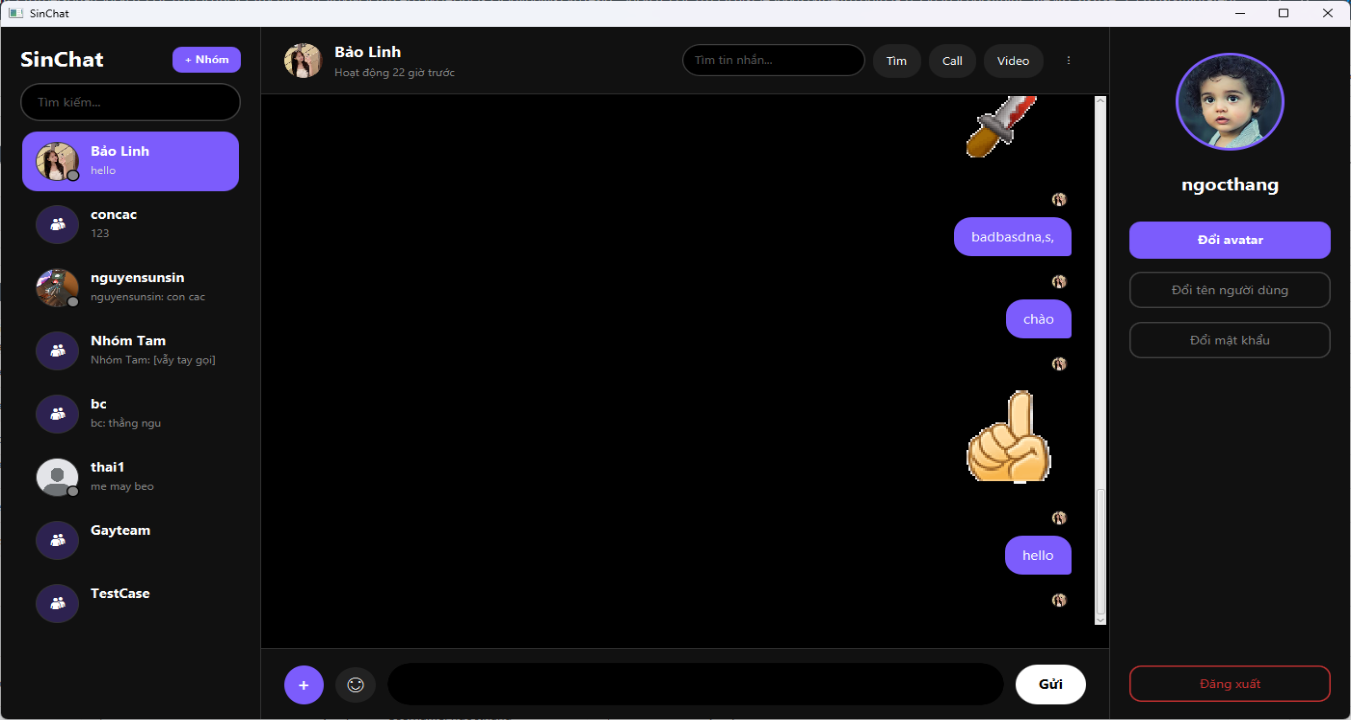 SinChat
SinChat
+ Nhóm
Tìm kiếm...
Bảo Linh
hello
concac
123
nguyensunsin
nguyensunsin: con cac
Nhóm Tam
Nhóm Tam: [vẫy tay gọi]
bc
bc: thằng ngu
thai1
me may beo
Gayteam
TestCase
Bảo Linh
Hoạt động 22 giờ trước
Tìm tin nhắn...
Tìm
Call
Video
badbasdna,s,
chào
hello
+
Gửi
ngocthang
Đổi avatar
Đổi tên người dùng
Đổi mật khẩu
Đăng xuất